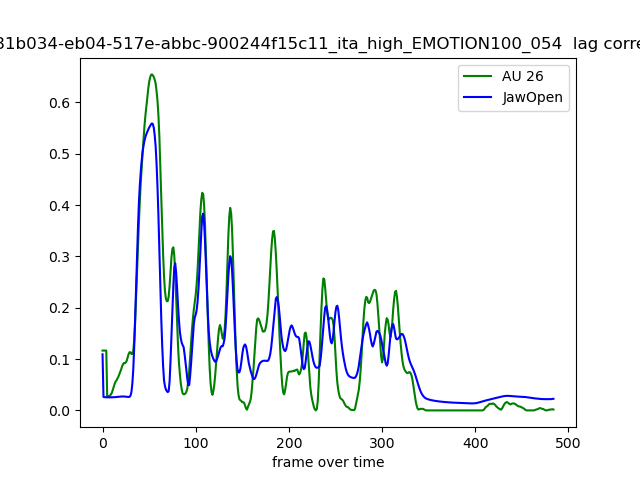 31b034-eb04-517e-abbc-900244f15c11_ita_high_EMOTION100_054 lag corre
AU 26
JawOpen
0.6
0.5
0.4
0.3
0.2
0.1
0.0
0 100 200 300 400 500
frame over time